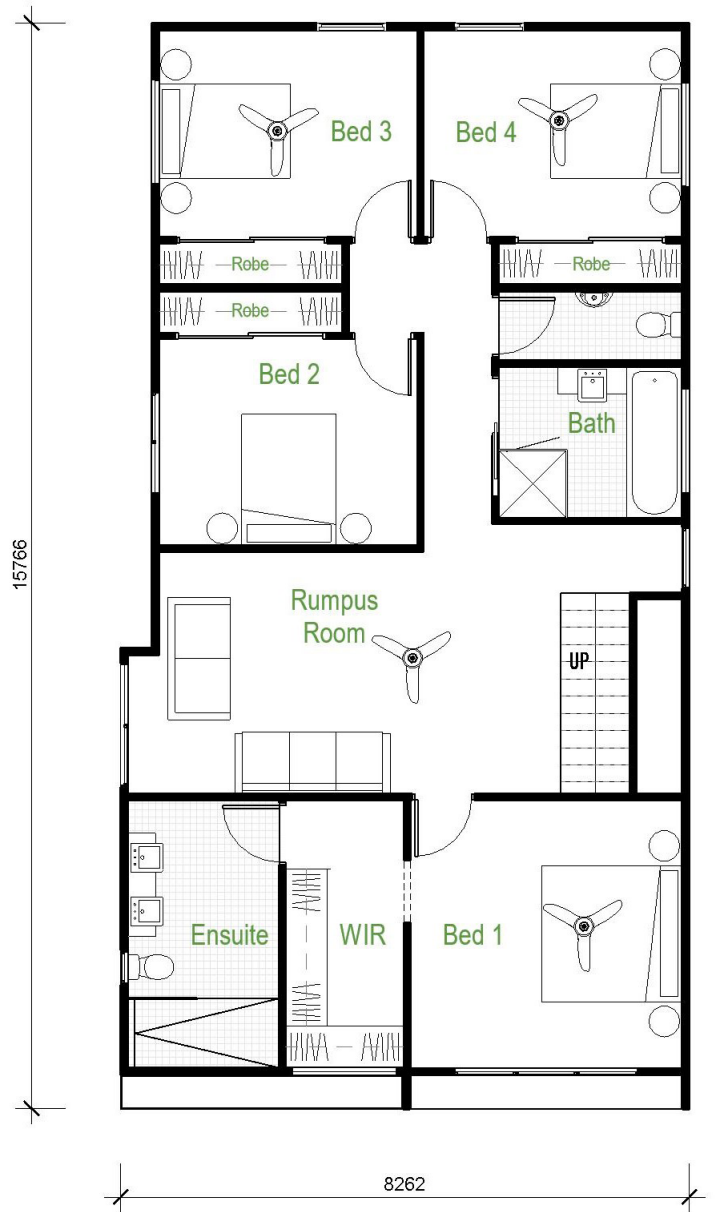 Bed 3
Bed 4
Robe
Robe
Robe
Bed 2
Bath
15766
Rumpus
Room
UP
Ensuite
WIR
Bed 1
8262